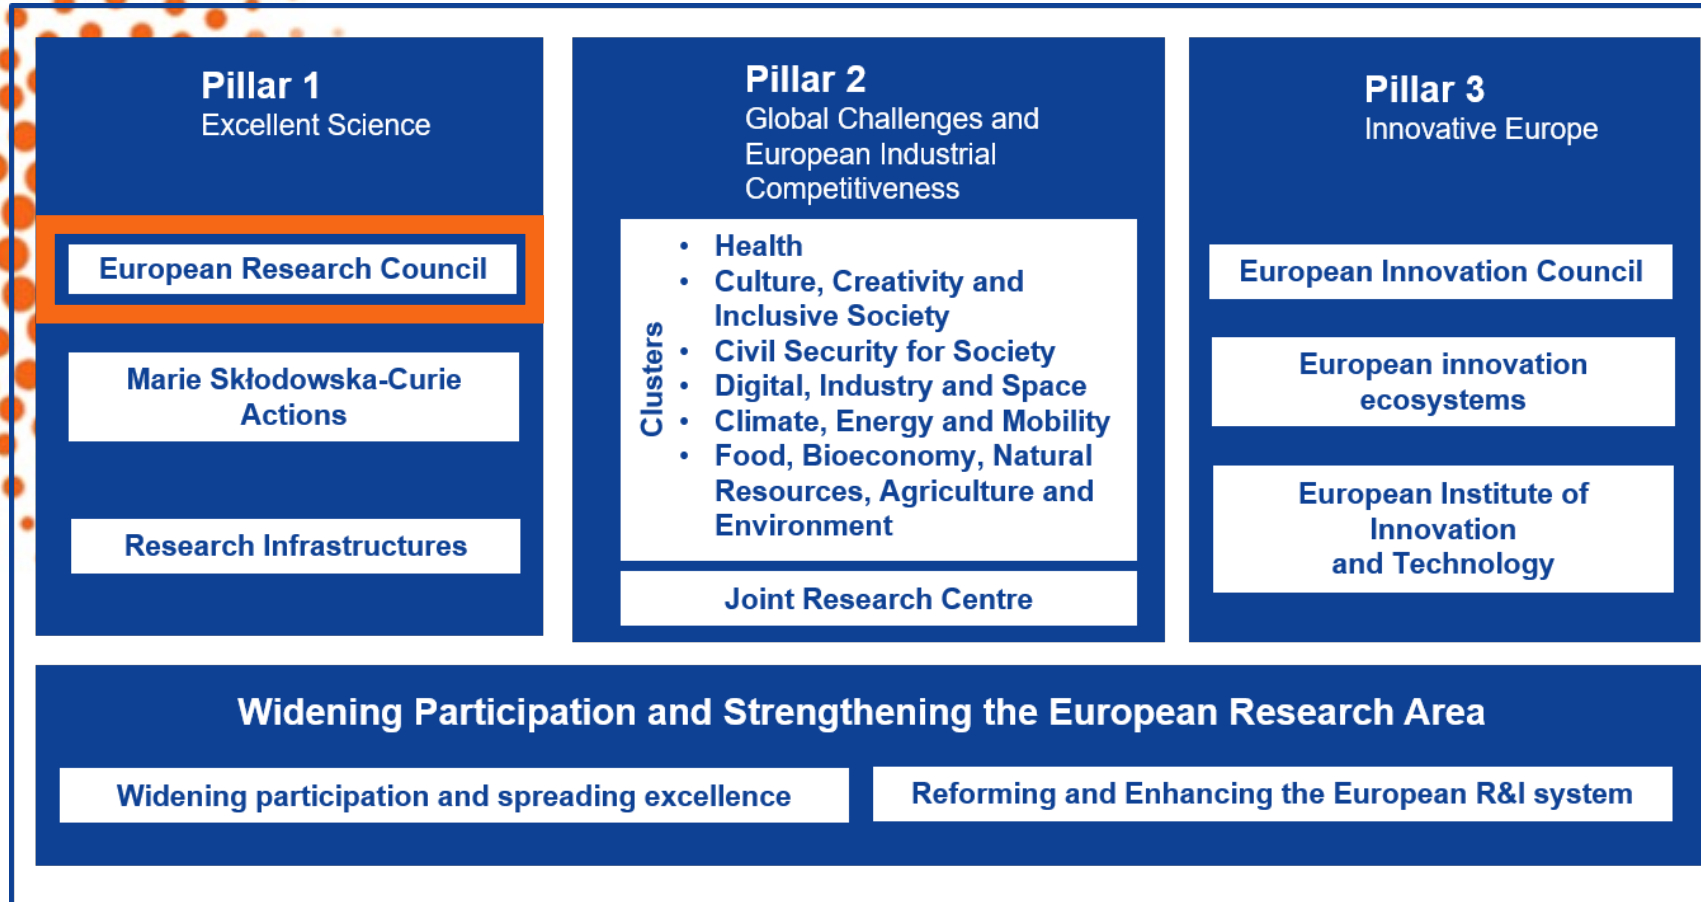 Pillar 1
Excellent Science
European Research Council
Marie Skłodowska-Curie
Actions
Research Infrastructures
Pillar 2
Global Challenges and
European Industrial
Competitiveness
Clusters
• Health
• Culture, Creativity and
Inclusive Society
• Civil Security for Society
• Digital, Industry and Space
• Climate, Energy and Mobility
• Food, Bioeconomy, Natural
Resources, Agriculture and
Environment
Joint Research Centre
Pillar 3
Innovative Europe
European Innovation Council
European innovation
ecosystems
European Institute of
Innovation
and Technology
Widening Participation and Strengthening the European Research Area
Widening participation and spreading excellence
Reforming and Enhancing the European R&I system